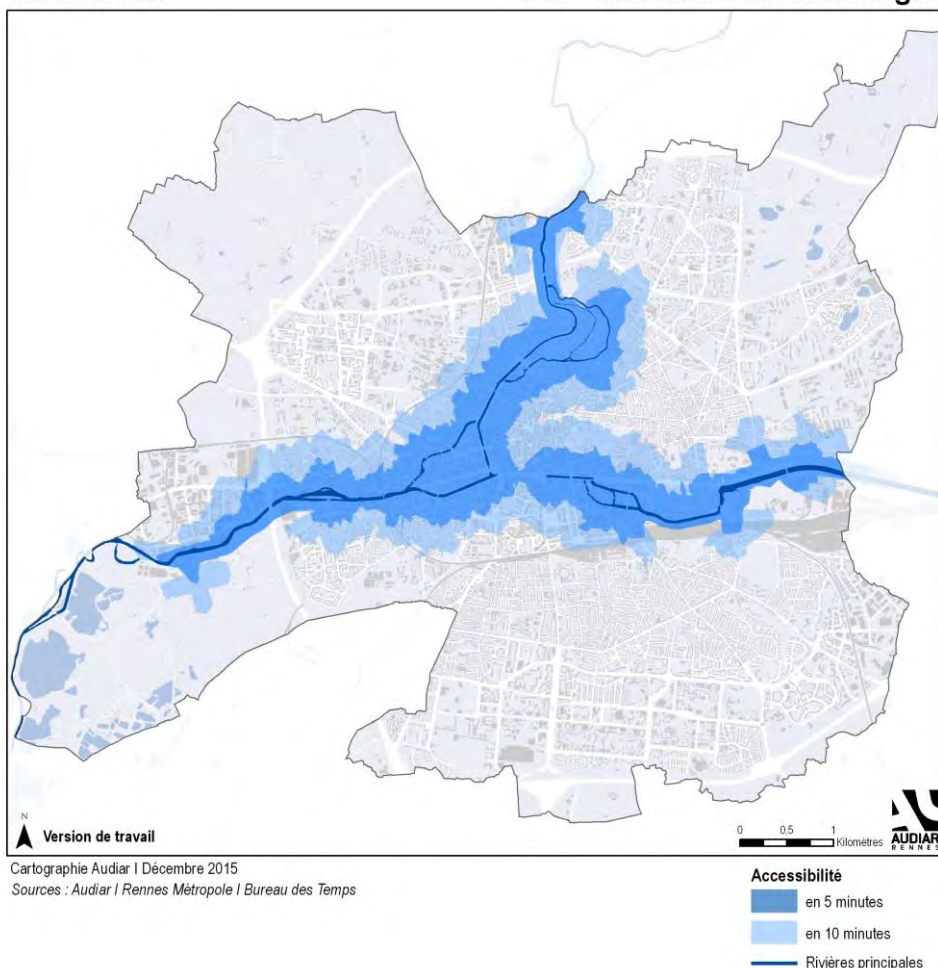 N
Version de travail
0 0,5 1
Kilomètres
AUDIAR
RENNES
Cartographie Audiar I Décembre 2015
Sources : Audiar I Rennes Métropole I Bureau des Temps
Accessibilité
en 5 minutes
en 10 minutes
Rivières principales